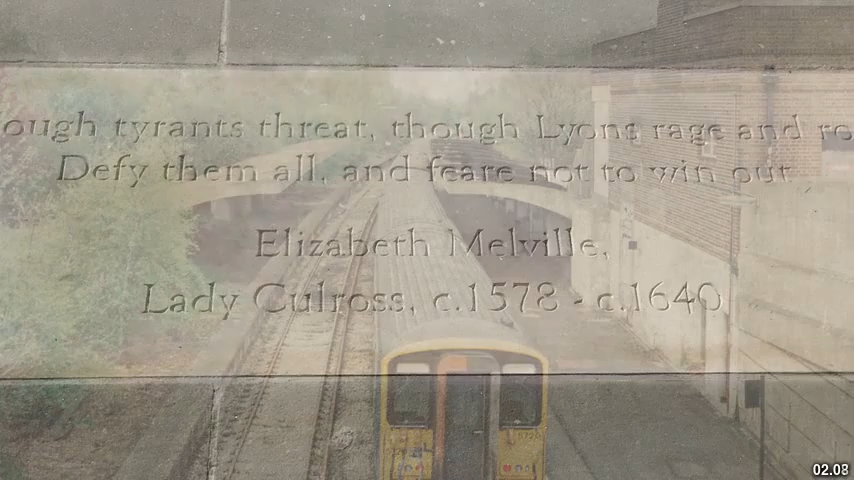 ough tyrants threat, though Lyons rage and ro
Defy them all, and feare not to win out
Elizabeth Melville,
Lady Culross, c.1578 - c.1640
02.08